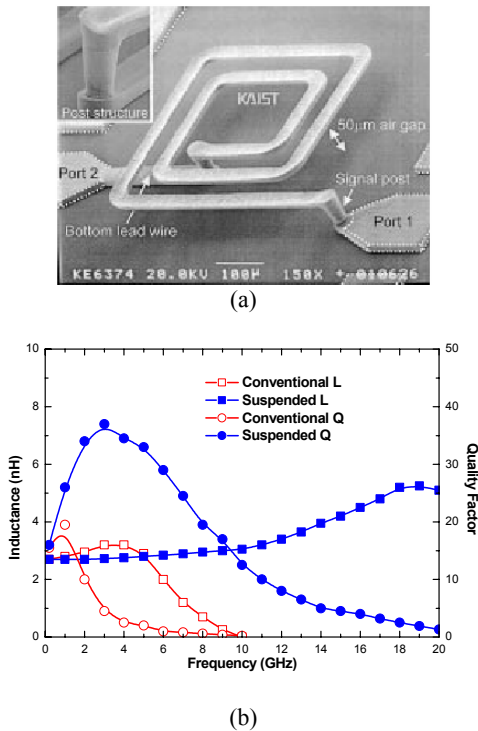 Post structure
KAIST
50μm air gap
Port 2
Signal post
Port 1
Bottom lead wire
KE6374 20.0KV 100μ 150X + 010626
(a)
10
50
Conventional L
Suspended L
Conventional Q
Suspended Q
8
40
6
30
4
20
2
10
0
0
Inductance (nH)
Quality Factor
0 2 4 6 8 10 12 14 16 18 20
Frequency (GHz)
(b)